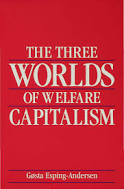 THE THREE
WORLDS
OF WELFARE
CAPITALISM
Gøsta Esping-Andersen